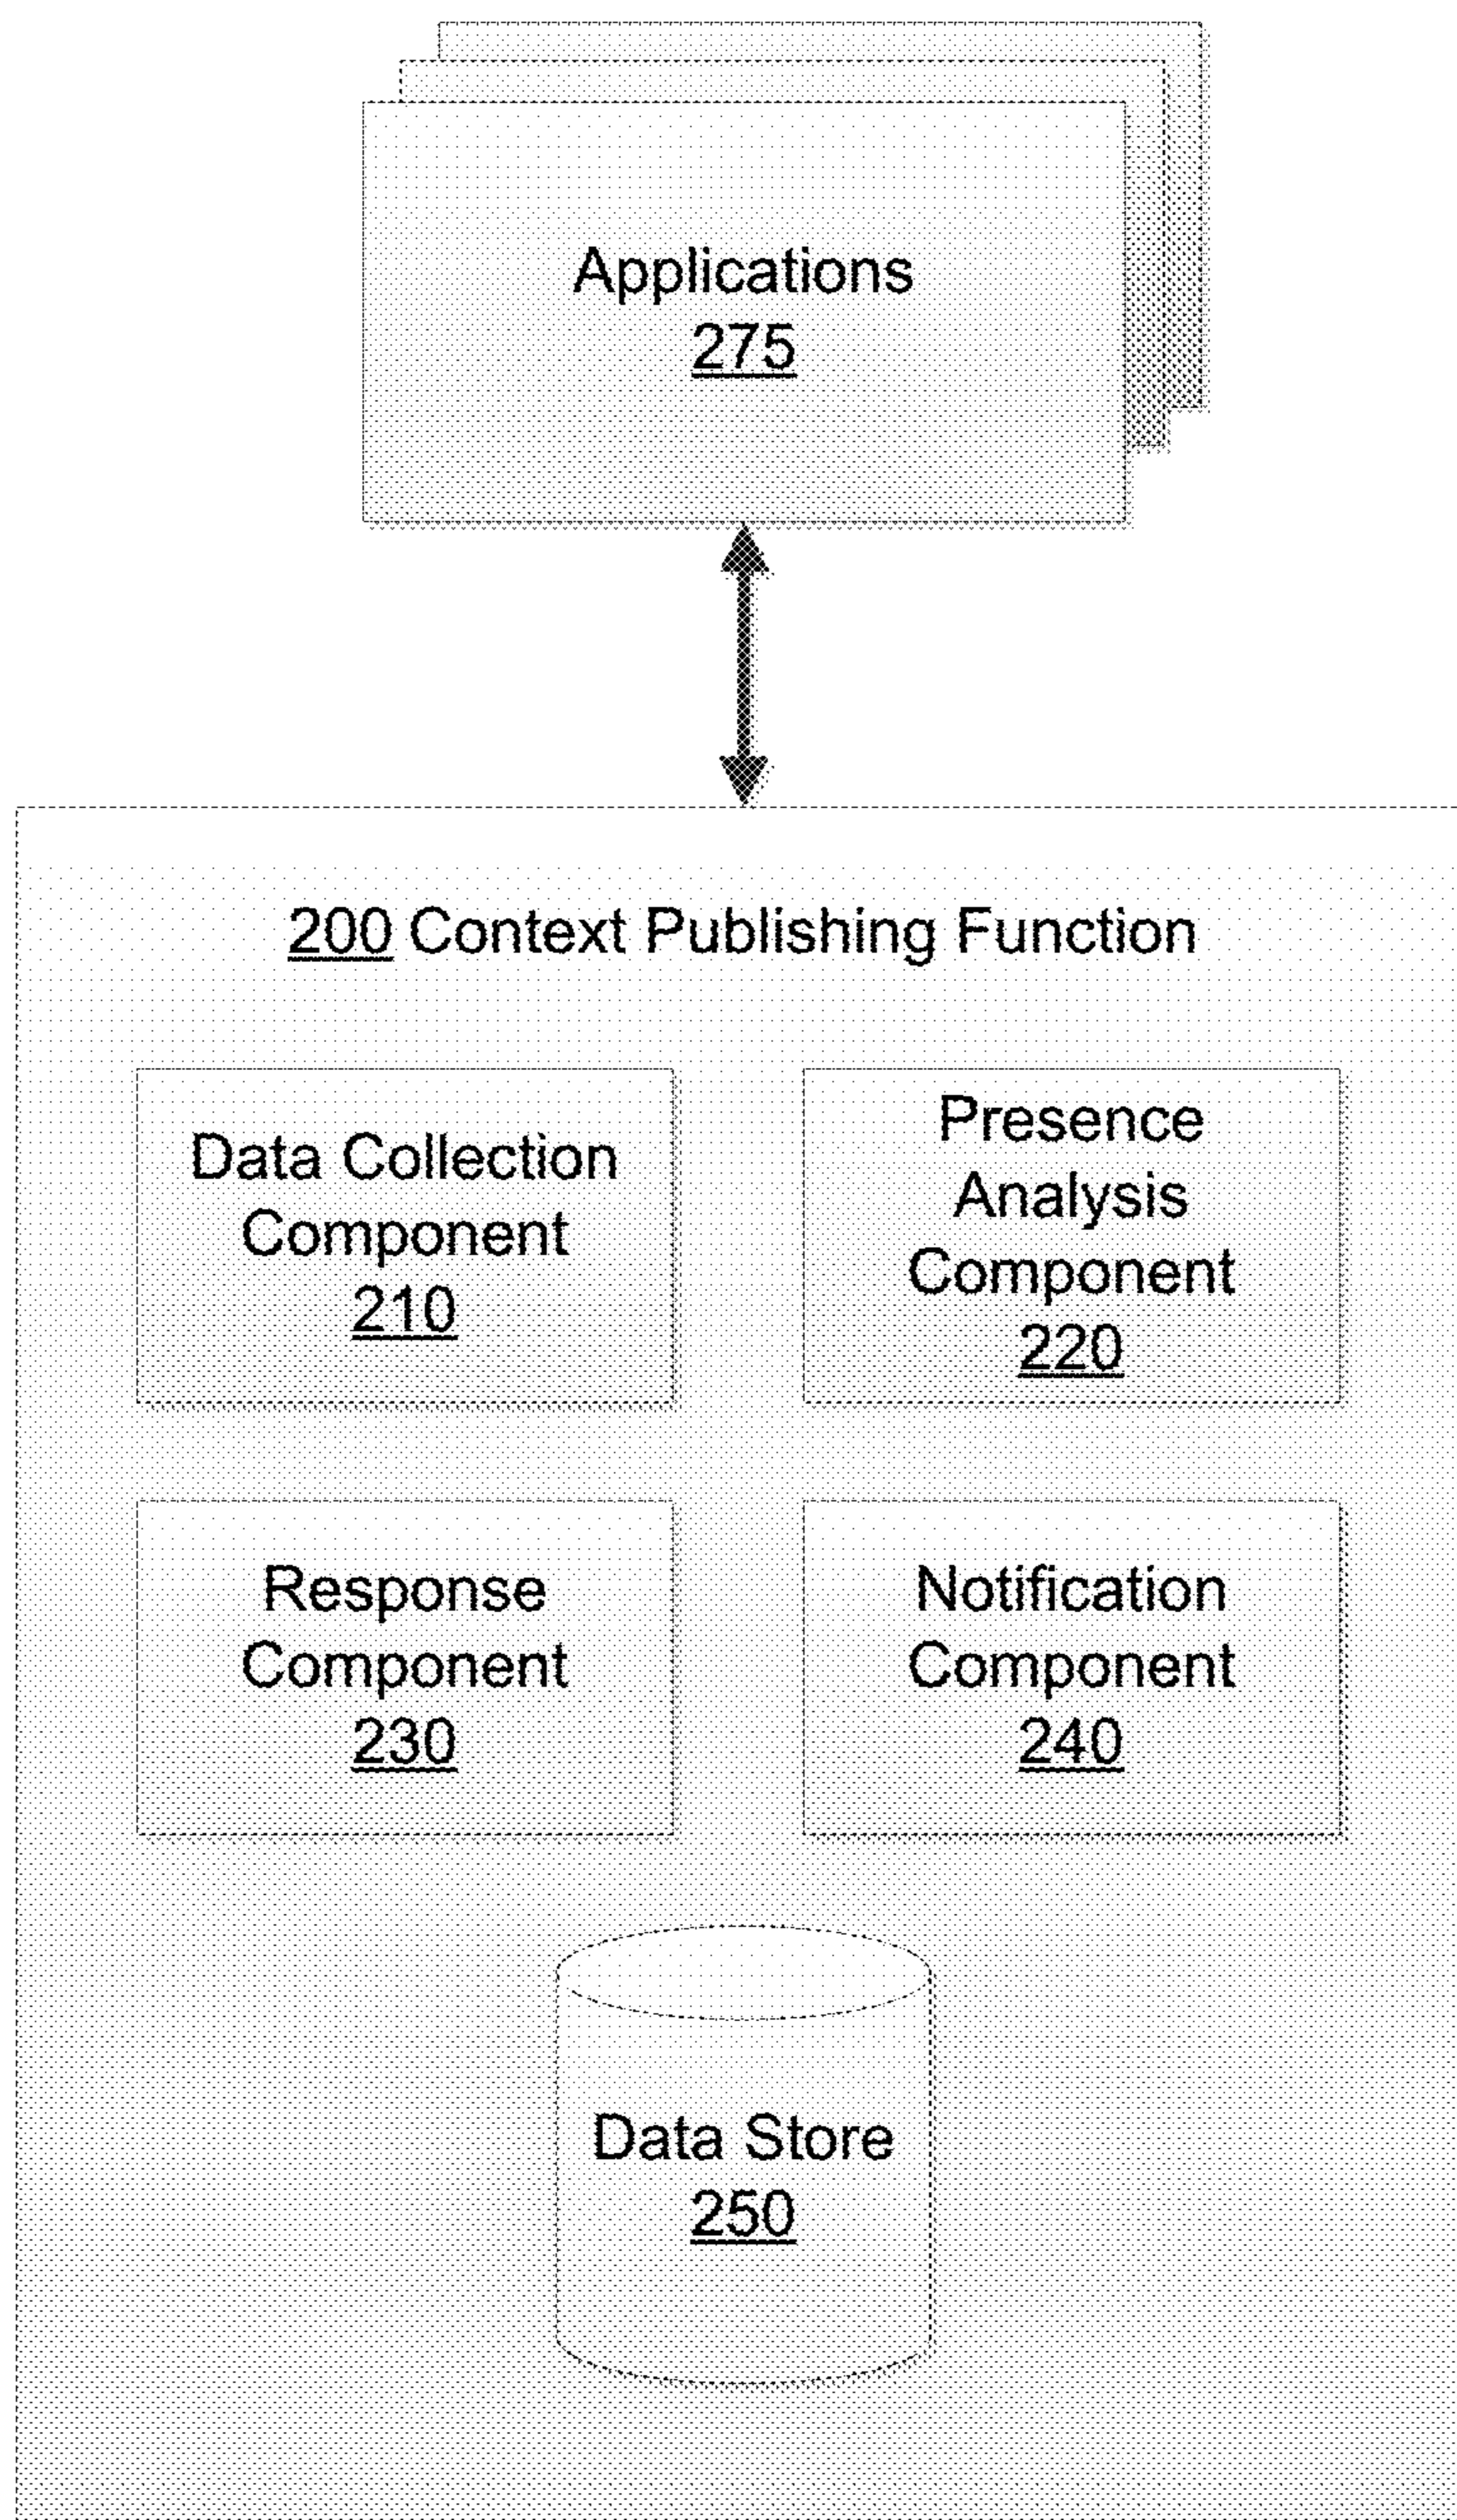 Applications
275
200 Context Publishing Function
Data Collection
Component
210
Presence
Analysis
Component
220
Response
Component
230
Notification
Component
240
Data Store
250